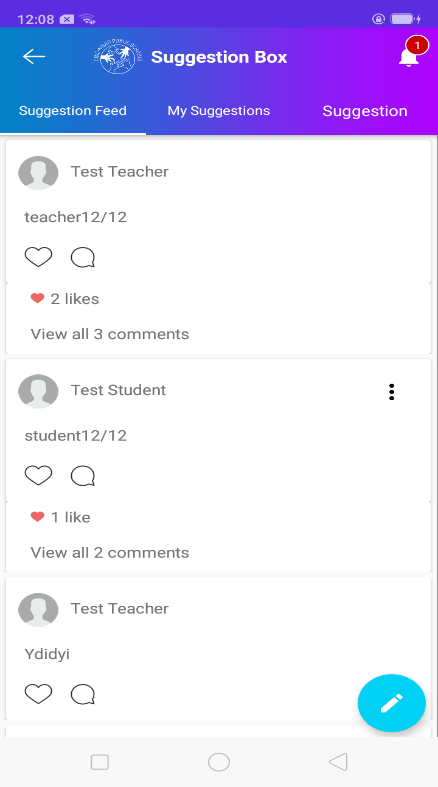 12:08
1
Suggestion Box
Suggestion Feed
My Suggestions
Suggestion
Test Teacher
teacher12/12
2 likes
View all 3 comments
Test Student
student12/12
1 like
View all 2 comments
Test Teacher
Ydidyi